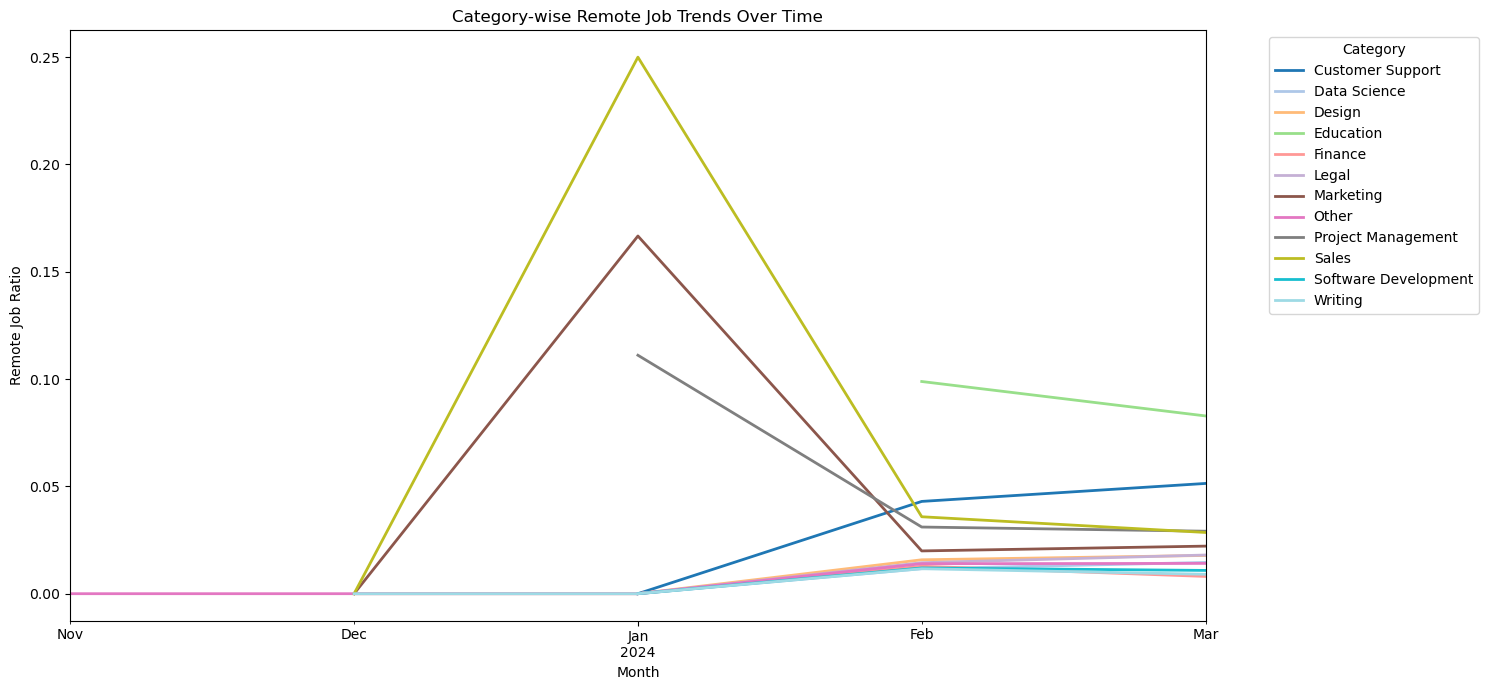 Category-wise Remote Job Trends Over Time
Remote Job Ratio
0.25
0.20
0.15
0.10
0.05
0.00
Nov
Dec
Jan
2024
Feb
Mar
Month
Category
Customer Support
Data Science
Design
Education
Finance
Legal
Marketing
Other
Project Management
Sales
Software Development
Writing